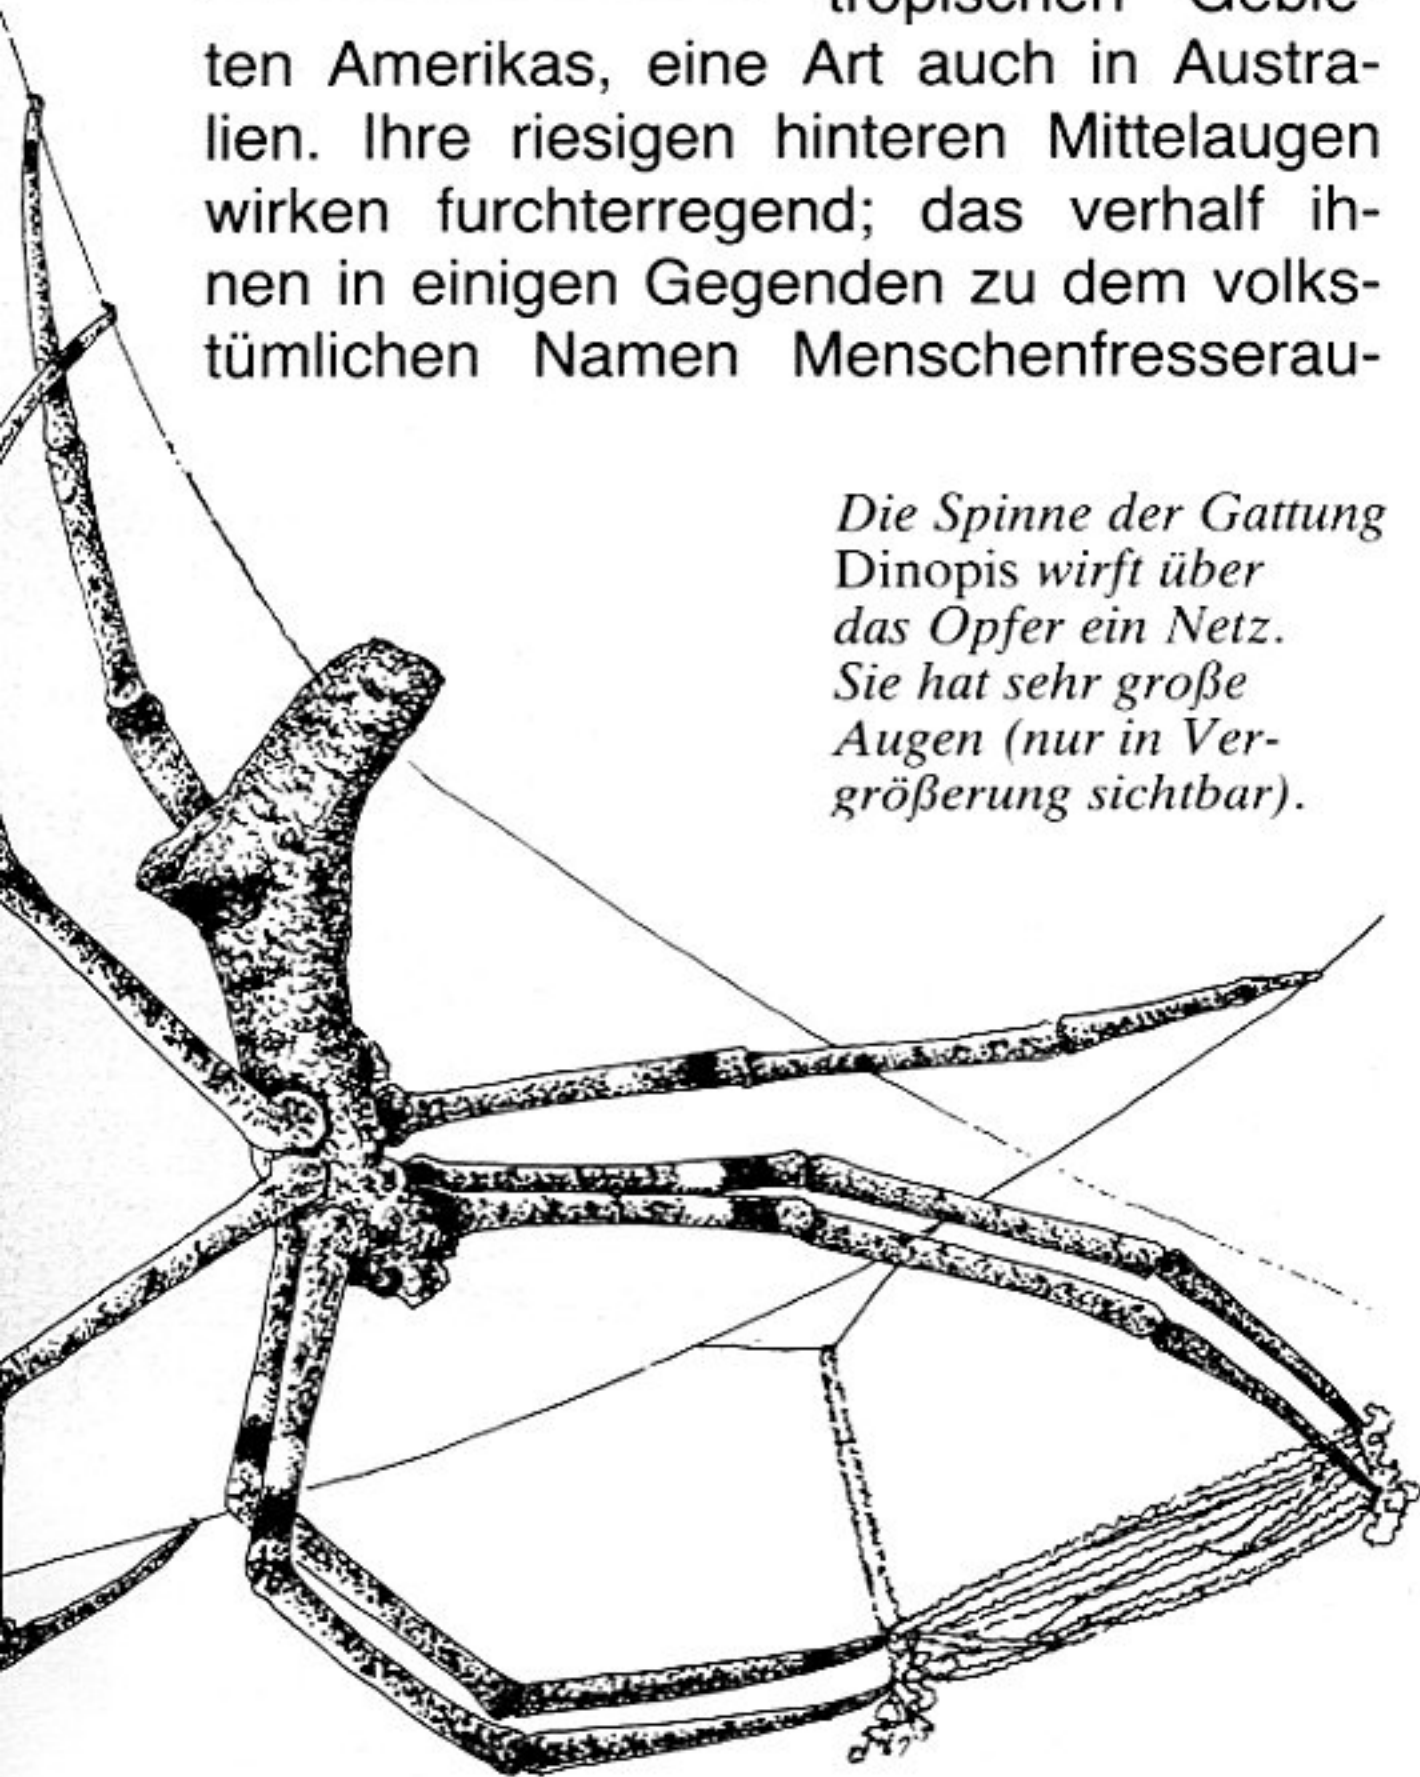 tropischen Gebie-
ten Amerikas, eine Art auch in Austra-
lien. Ihre riesigen hinteren Mittelaugen
wirken furchterregend; das verhalf ih-
nen in einigen Gegenden zu dem volks-
tümlichen Namen Menschenfresserau-
Die Spinne der Gattung
Dinopis wirft über
das Opfer ein Netz.
Sie hat sehr große
Augen (nur in Ver-
größerung sichtbar).